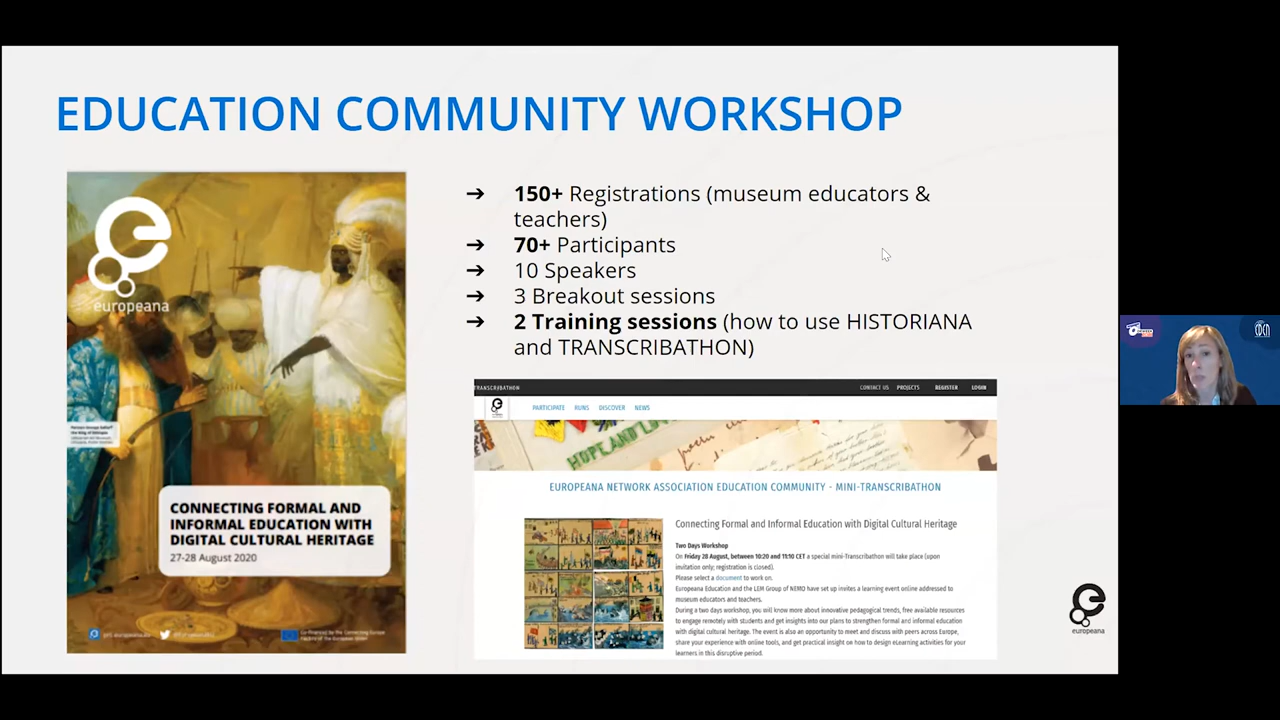 EDUCATION COMMUNITY WORKSHOP
europeana
CONNECTING FORMAL AND
INFORMAL EDUCATION WITH
DIGITAL CULTURAL HERITAGE
27-28 August 2020
➔ 150+ Registrations (museum educators &
teachers)
➔ 70+ Participants
➔ 10 Speakers
➔ 3 Breakout sessions
➔ 2 Training sessions (how to use HISTORIANA
and TRANSCRIBATHON)
TRANSCRIBATHON CONTACT US PROJECTS REGISTER LOGIN
PARTICIPATE RUNS DISCOVER NEWS
HOPE AND
EUROPEANA NETWORK ASSOCIATION EDUCATION COMMUNITY - MINI-TRANSCRIBATHON
Connecting Formal and Informal Education with Digital Cultural Heritage
Two Days Workshop
On Friday 28 August, between 10:20 and 11:10 CET a special mini-Transcribathon will take place (upon
invitation only; registration is closed).
Please select a document to work on.
Europeana Education and the LEM Group of NEMO have set up invites a learning event online addressed to
museum educators and teachers.
During a two days workshop, you will know more about innovative pedagogical trends, free available resources
to engage remotely with students and get insights into our plans to strengthen formal and informal education
with digital cultural heritage. The event is also an opportunity to meet and discuss with peers across Europe,
share your experience with online tools, and get practical insight on how to design eLearning activities for your
learners in this disruptive period.
europeana